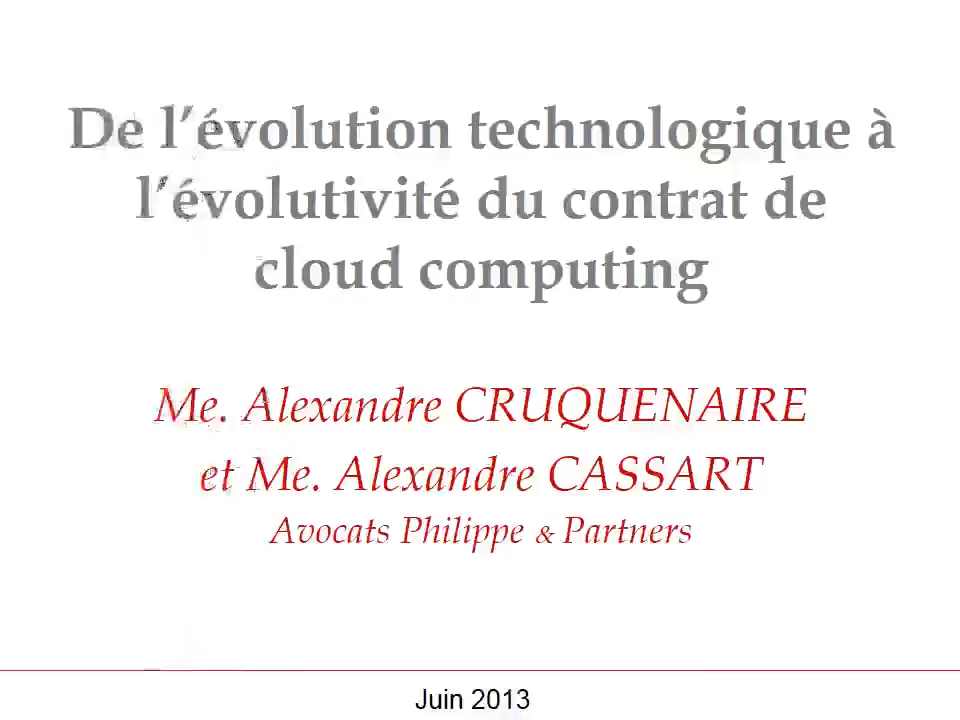 De l’évolution technologique à
l’évolutivité du contrat de
cloud computing
Me. Alexandre CRUQUENAIRE
et Me. Alexandre CASSART
Avocats Philippe & Partners
Juin 2013